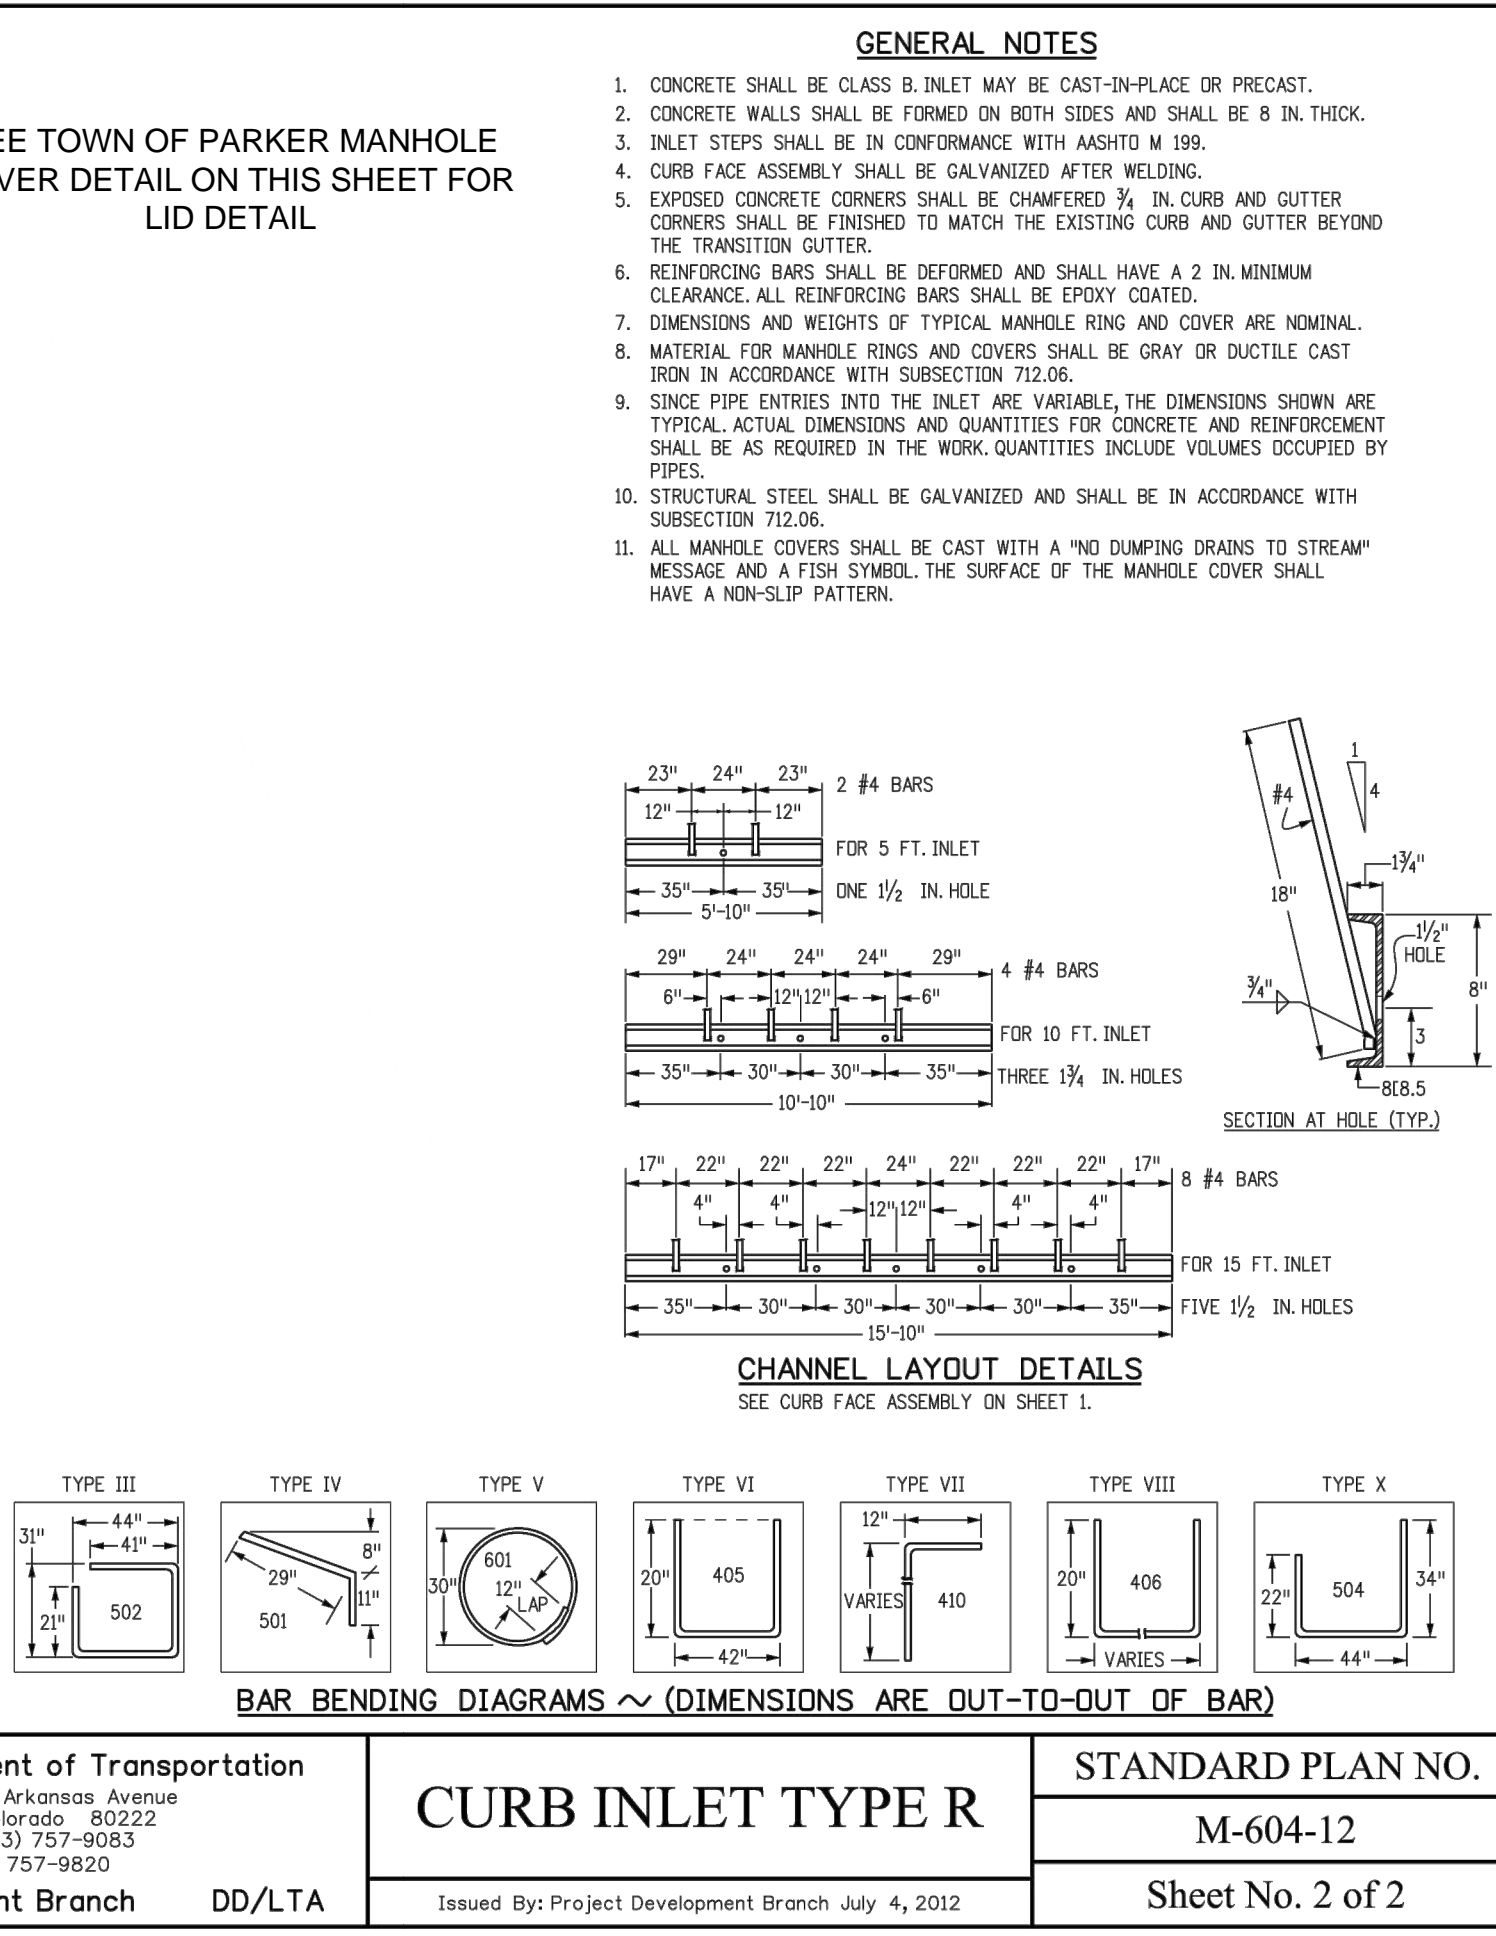 GENERAL NOTES
1. CONCRETE SHALL BE CLASS B. INLET MAY BE CAST-IN-PLACE OR PRECAST.
2. CONCRETE WALLS SHALL BE FORMED ON BOTH SIDES AND SHALL BE 8 IN. THICK.
3. INLET STEPS SHALL BE IN CONFORMANCE WITH AASHTO M 199.
4. CURB FACE ASSEMBLY SHALL BE GALVANIZED AFTER WELDING.
5. EXPOSED CONCRETE CORNERS SHALL BE CHAMFERED 3/4 IN. CURB AND GUTTER
CORNERS SHALL BE FINISHED TO MATCH THE EXISTING CURB AND GUTTER BEYOND
THE TRANSITION GUTTER.
6. REINFORCING BARS SHALL BE DEFORMED AND SHALL HAVE A 2 IN. MINIMUM
CLEARANCE. ALL REINFORCING BARS SHALL BE EPOXY COATED.
7. DIMENSIONS AND WEIGHTS OF TYPICAL MANHOLE RING AND COVER ARE NOMINAL.
8. MATERIAL FOR MANHOLE RINGS AND COVERS SHALL BE GRAY OR DUCTILE CAST
IRON IN ACCORDANCE WITH SUBSECTION 712.06.
9. SINCE PIPE ENTRIES INTO THE INLET ARE VARIABLE, THE DIMENSIONS SHOWN ARE
TYPICAL. ACTUAL DIMENSIONS AND QUANTITIES FOR CONCRETE AND REINFORCEMENT
SHALL BE AS REQUIRED IN THE WORK. QUANTITIES INCLUDE VOLUMES OCCUPIED BY
PIPES.
10. STRUCTURAL STEEL SHALL BE GALVANIZED AND SHALL BE IN ACCORDANCE WITH
SUBSECTION 712.06.
11. ALL MANHOLE COVERS SHALL BE CAST WITH A "NO DUMPING DRAINS TO STREAM"
MESSAGE AND A FISH SYMBOL. THE SURFACE OF THE MANHOLE COVER SHALL
HAVE A NON-SLIP PATTERN.
EE TOWN OF PARKER MANHOLE
VER DETAIL ON THIS SHEET FOR
LID DETAIL
23" 24" 23" 2 #4 BARS
12" 12"
FOR 5 FT. INLET
35" 35" ONE 1 1/2 IN. HOLE
5'-10"
29" 24" 24" 24" 29" 4 #4 BARS
6" 12" 12" 6"
FOR 10 FT. INLET
35" 30" 30" 35" THREE 1 3/4 IN. HOLES
10'-10"
17" 22" 22" 22" 24" 22" 22" 22" 17" 8 #4 BARS
4" 4" 12" 12" 4" 4"
FOR 15 FT. INLET
35" 30" 30" 30" 30" 35" FIVE 1 1/2 IN. HOLES
15'-10"
CHANNEL LAYOUT DETAILS
SEE CURB FACE ASSEMBLY ON SHEET 1.
1
4
#4
1 3/4"
18"
1 1/2"
HOLE
3/4"
8"
3
8[8.5
SECTION AT HOLE (TYP.)
TYPE III
44"
31"
41"
21"
502
TYPE IV
8"
29"
11"
501
TYPE V
601
30"
12"
LAP
TYPE VI
20"
405
42"
TYPE VII
12"
VARIES
410
TYPE VIII
20"
406
VARIES
TYPE X
22"
504
34"
44"
BAR BENDING DIAGRAMS ~ (DIMENSIONS ARE OUT-TO-OUT OF BAR)
ent of Transportation
Arkansas Avenue
lorado 80222
3) 757-9083
757-9820
nt Branch DD/LTA
CURB INLET TYPE R
Issued By: Project Development Branch July 4, 2012
STANDARD PLAN NO.
M-604-12
Sheet No. 2 of 2